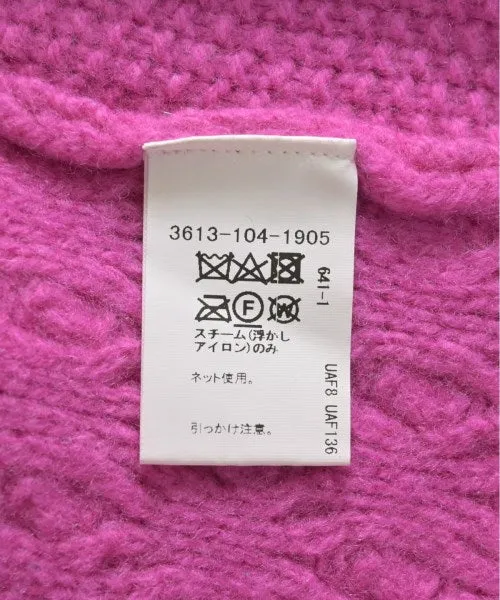 3613-104-1905
F
W
641-1
スチーム(浮かし
アイロン)のみ
ネット使用。
引っかけ注意。
UAF8 UAF136